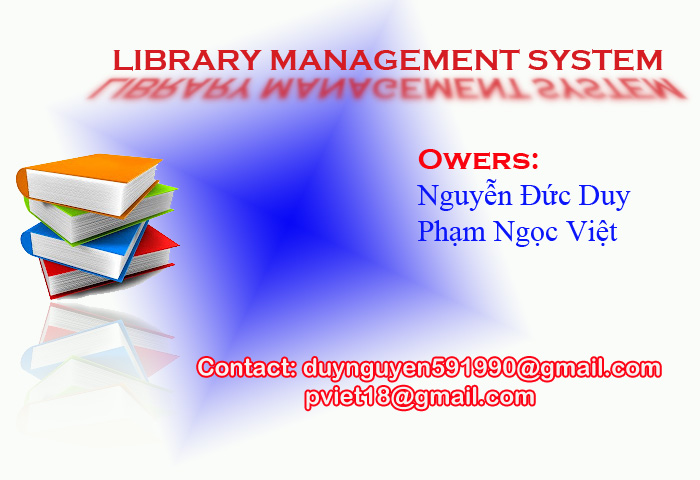 LIBRARY MANAGEMENT SYSTEM
Owers:
Nguyễn Đức Duy
Phạm Ngọc Việt
Contact: duynguyen591990@gmail.com
pviet18@gmail.com